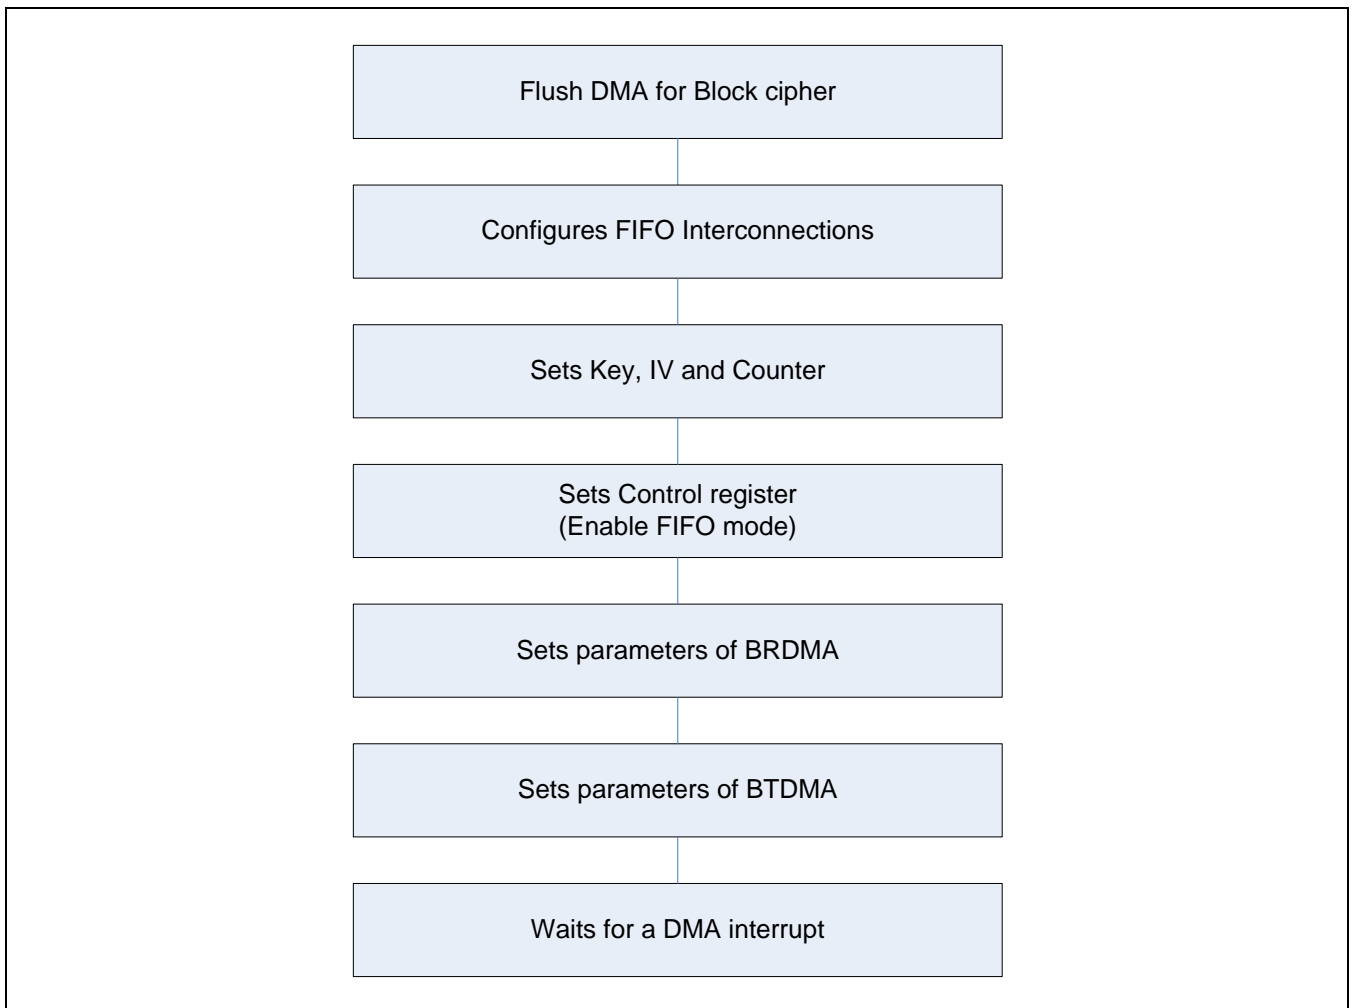 Flush DMA for Block cipher
Configures FIFO Interconnections
Sets Key, IV and Counter
Sets Control register
(Enable FIFO mode)
Sets parameters of BRDMA
Sets parameters of BTDMA
Waits for a DMA interrupt